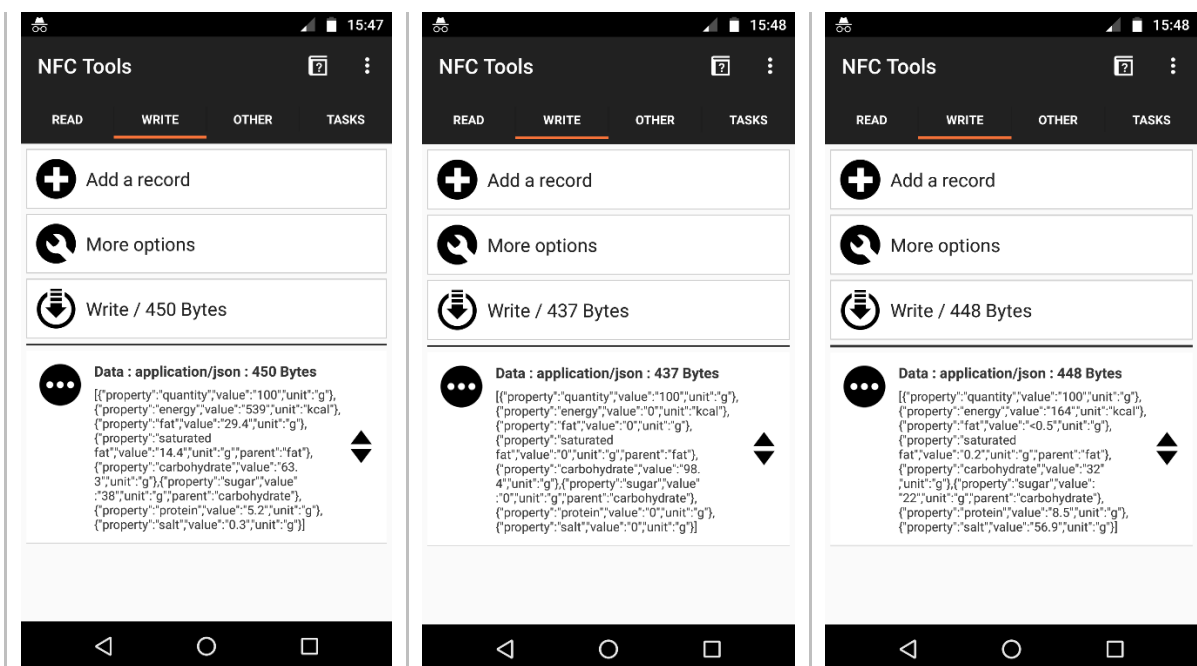 15:47
NFC Tools
READ WRITE OTHER TASKS
Add a record
More options
Write / 450 Bytes
Data : application/json : 450 Bytes
[{"property":"quantity","value":"100","unit":"g"},
{"property":"energy","value":"539","unit":"kcal"},
{"property":"fat","value":"29.4","unit":"g"},
{"property":"saturated
fat","value":"14.4","unit":"g","parent":"fat"},
{"property":"carbohydrate","value":"63.
3","unit":"g"},{"property":"sugar","value"
:"38","unit":"g","parent":"carbohydrate"},
{"property":"protein","value":"5.2","unit":"g"},
{"property":"salt","value":"0.3","unit":"g"}]
15:48
NFC Tools
READ WRITE OTHER TASKS
Add a record
More options
Write / 437 Bytes
Data : application/json : 437 Bytes
[{"property":"quantity","value":"100","unit":"g"},
{"property":"energy","value":"0","unit":"kcal"},
{"property":"fat","value":"0","unit":"g"},
{"property":"saturated
fat","value":"0","unit":"g","parent":"fat"},
{"property":"carbohydrate","value":"98.
4","unit":"g"},{"property":"sugar","value"
:"0","unit":"g","parent":"carbohydrate"},
{"property":"protein","value":"0","unit":"g"},
{"property":"salt","value":"0","unit":"g"}]
15:48
NFC Tools
READ WRITE OTHER TASKS
Add a record
More options
Write / 448 Bytes
Data : application/json : 448 Bytes
[{"property":"quantity","value":"100","unit":"g"},
{"property":"energy","value":"164","unit":"kcal"},
{"property":"fat","value":"<0.5","unit":"g"},
{"property":"saturated
fat","value":"0.2","unit":"g","parent":"fat"},
{"property":"carbohydrate","value":"32"
,"unit":"g"},{"property":"sugar","value":
"22","unit":"g","parent":"carbohydrate"},
{"property":"protein","value":"8.5","unit":"g"},
{"property":"salt","value":"56.9","unit":"g"}]